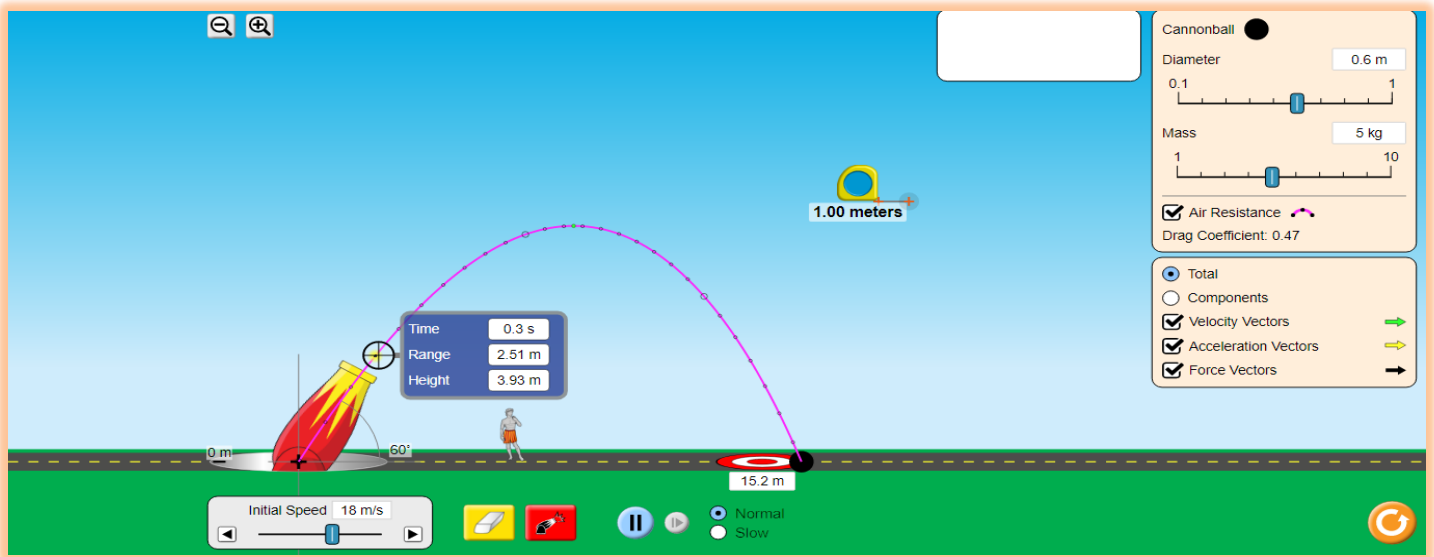 Cannonball
Diameter 0.6 m
0.1 1
Mass 5 kg
1 10
Air Resistance
Drag Coefficient: 0.47
1.00 meters
Total
Components
Velocity Vectors
Acceleration Vectors
Force Vectors
Time 0.3 s
Range 2.51 m
Height 3.93 m
0 m
60°
15.2 m
Initial Speed 18 m/s
Normal
Slow